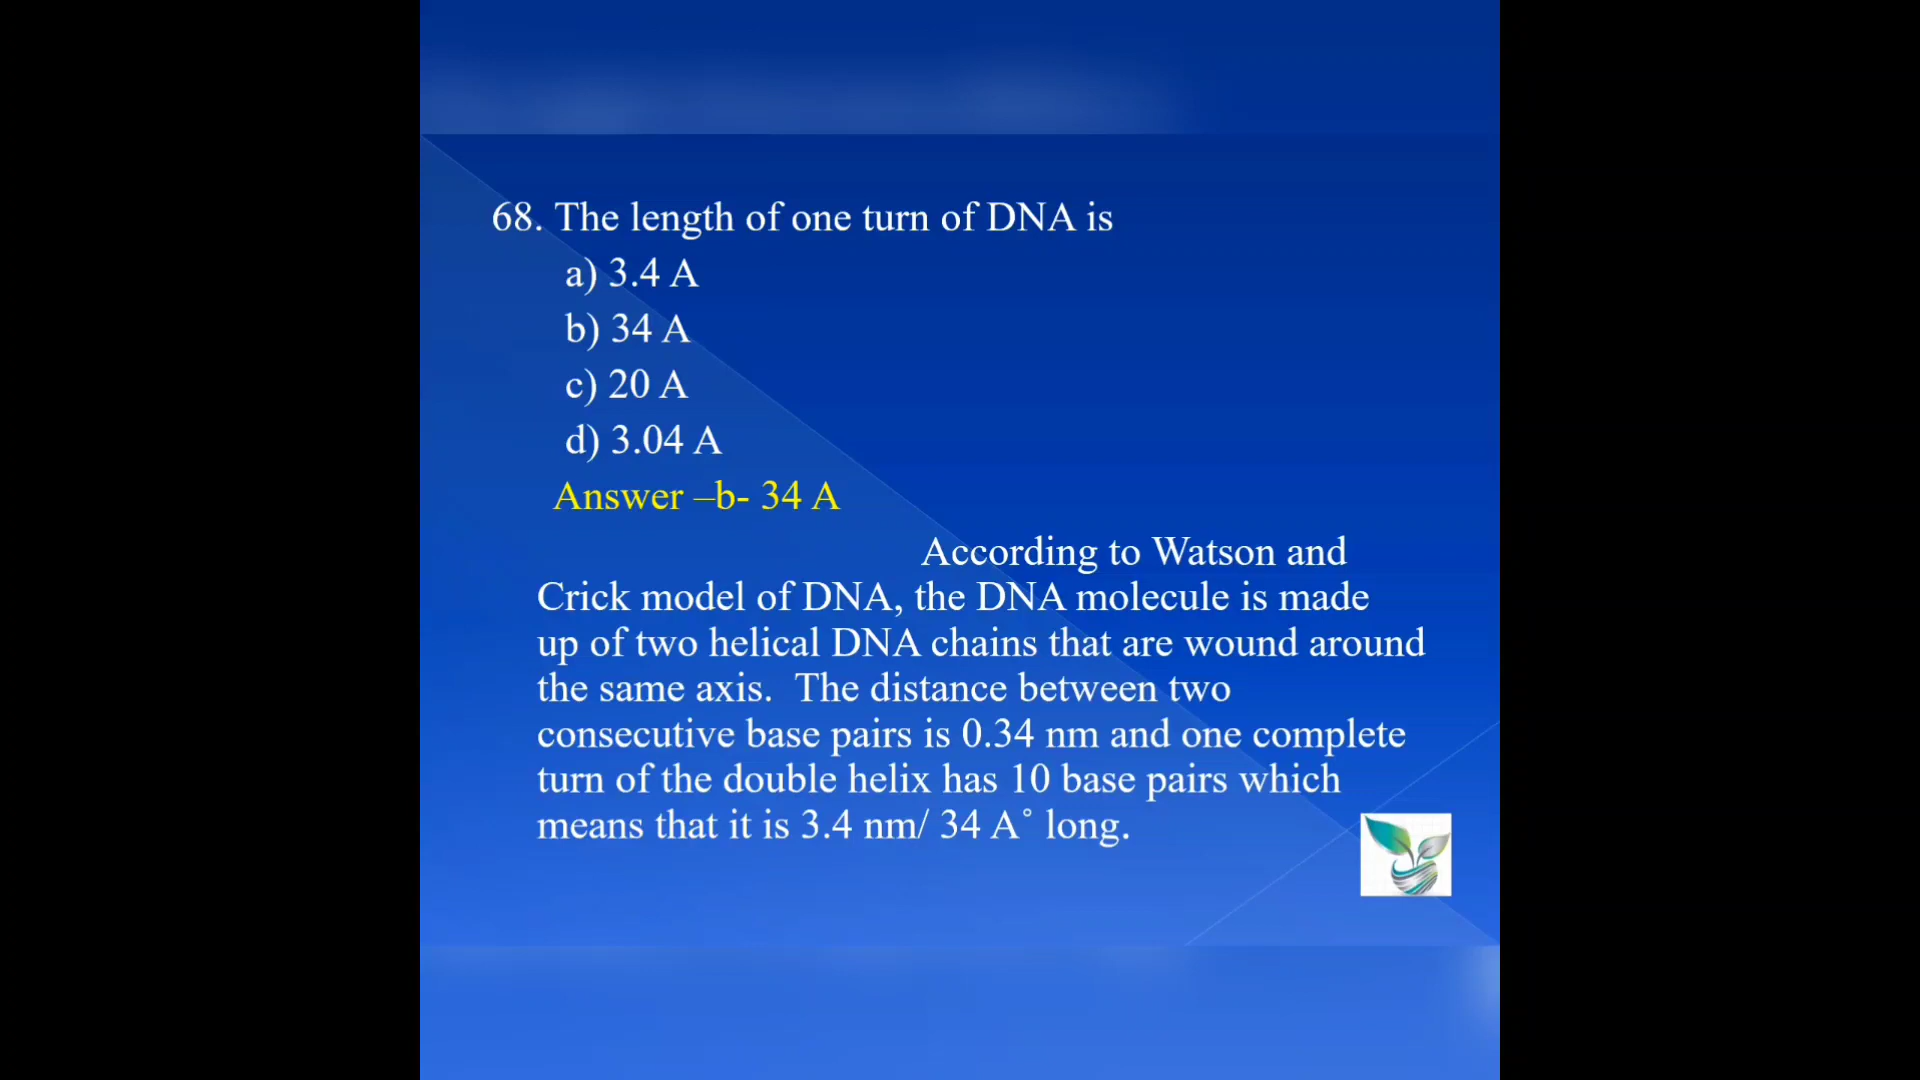 68. The length of one turn of DNA is
a) 3.4 A
b) 34 A
c) 20 A
d) 3.04 A
Answer –b- 34 A
According to Watson and
Crick model of DNA, the DNA molecule is made
up of two helical DNA chains that are wound around
the same axis. The distance between two
consecutive base pairs is 0.34 nm and one complete
turn of the double helix has 10 base pairs which
means that it is 3.4 nm/ 34 A˚ long.